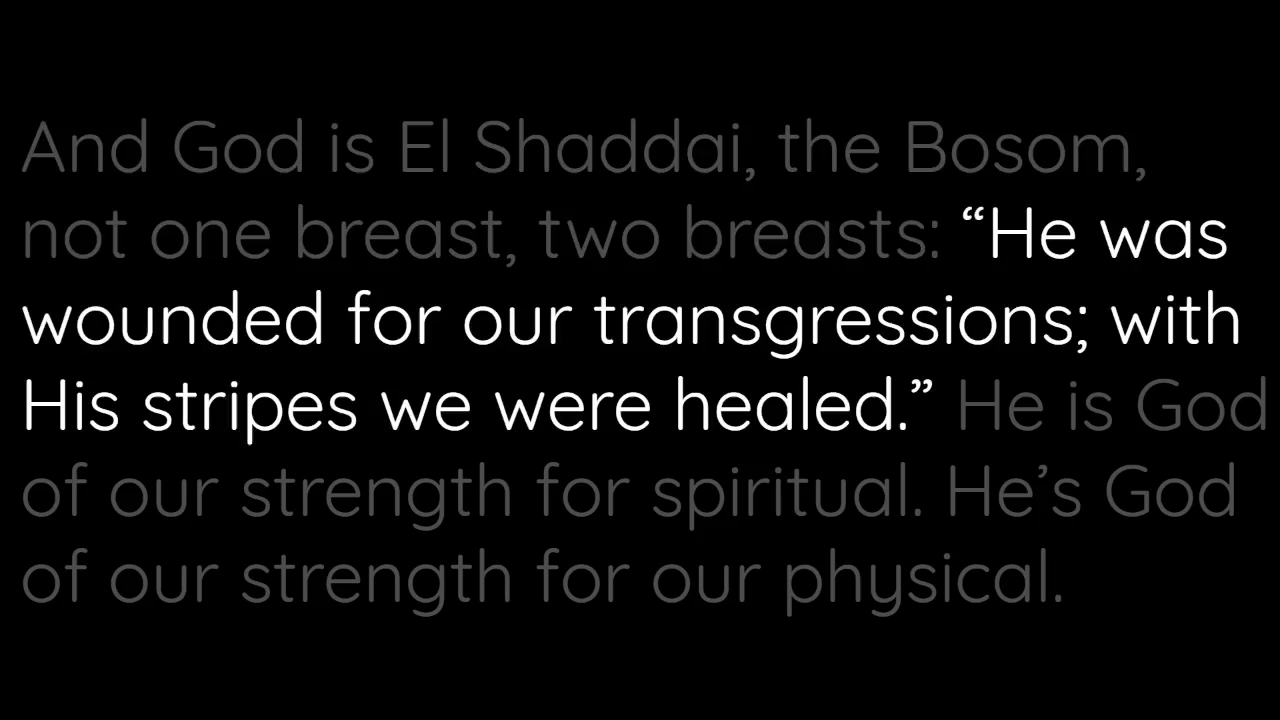 And God is El Shaddai, the Bosom,
not one breast, two breasts: “He was
wounded for our transgressions; with
His stripes we were healed.” He is God
of our strength for spiritual. He’s God
of our strength for our physical.